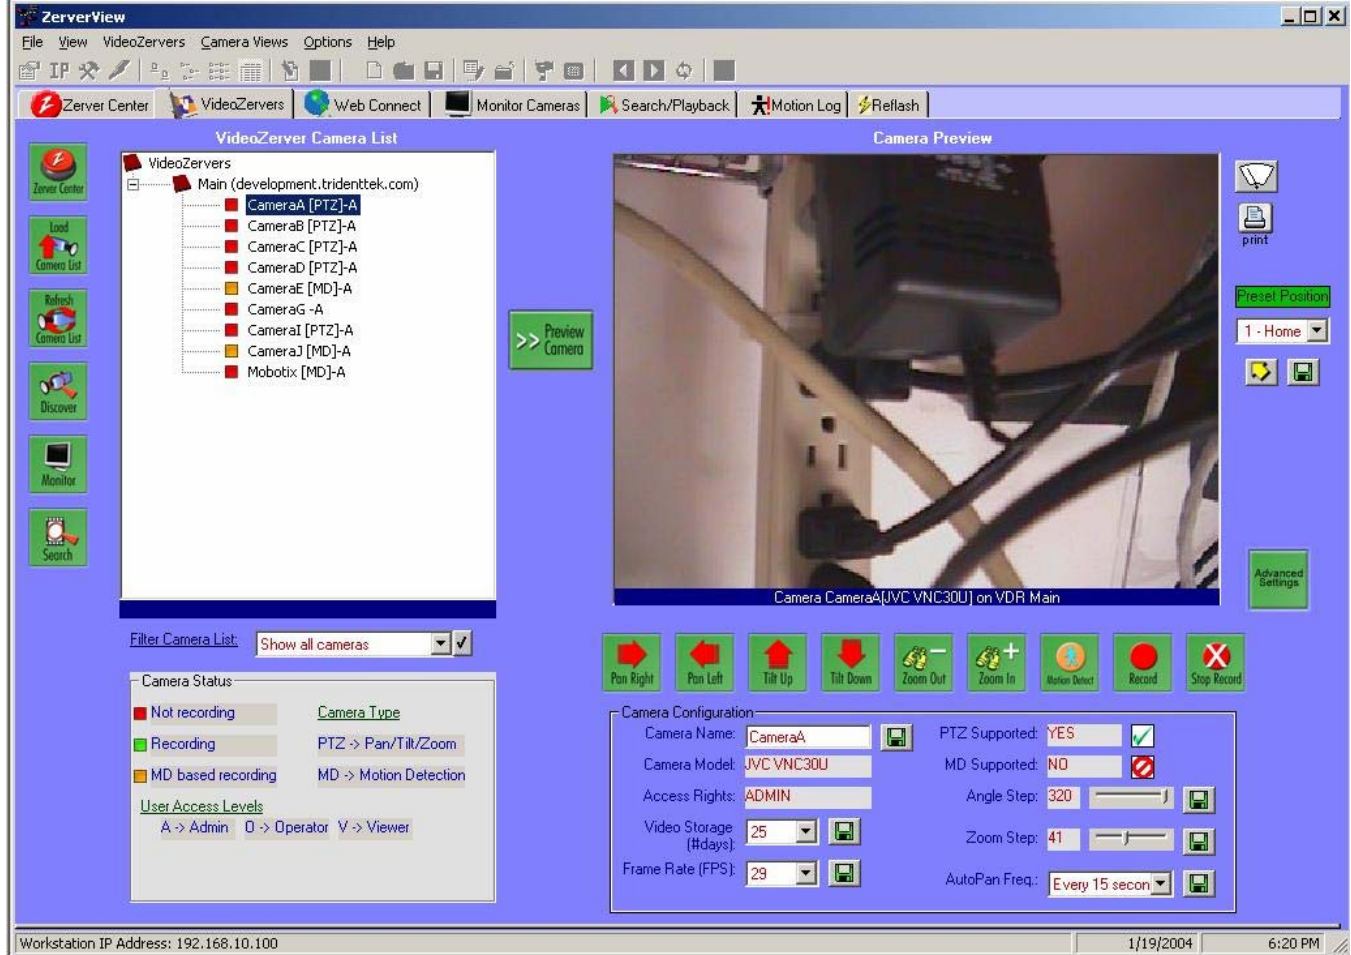 ZerverView
File View VideoZervers Camera Views Options Help
IP
Zerver Center VideoZervers Web Connect Monitor Cameras Search/Playback Motion Log Reflash
VideoZerver Camera List
Camera Preview
Zerver Center
Load
Camera List
Refresh
Camera List
Discover
Monitor
Search
VideoZervers
Main (development.tridenttek.com)
CameraA [PTZ]-A
CameraB [PTZ]-A
CameraC [PTZ]-A
CameraD [PTZ]-A
CameraE [MD]-A
CameraG -A
CameraI [PTZ]-A
CameraJ [MD]-A
Mobotix [MD]-A
>> Preview
Camera
print
Preset Position
1 - Home
Advanced
Settings
Camera CameraA[JVC VNC30U] on VDR Main
Filter Camera List: Show all cameras
Pan Right Pan Left Tilt Up Tilt Down Zoom Out Zoom In Motion Detect Record Stop Record
Camera Status
Not recording
Recording
MD based recording
Camera Type
PTZ -> Pan/Tilt/Zoom
MD -> Motion Detection
User Access Levels
A -> Admin O -> Operator V -> Viewer
Camera Configuration
Camera Name: CameraA
Camera Model: JVC VNC30U
Access Rights: ADMIN
Video Storage
(#days): 25
Frame Rate (FPS): 29
PTZ Supported: YES
MD Supported: NO
Angle Step: 320
Zoom Step: 41
AutoPan Freq.: Every 15 secon
Workstation IP Address: 192.168.10.100
1/19/2004
6:20 PM